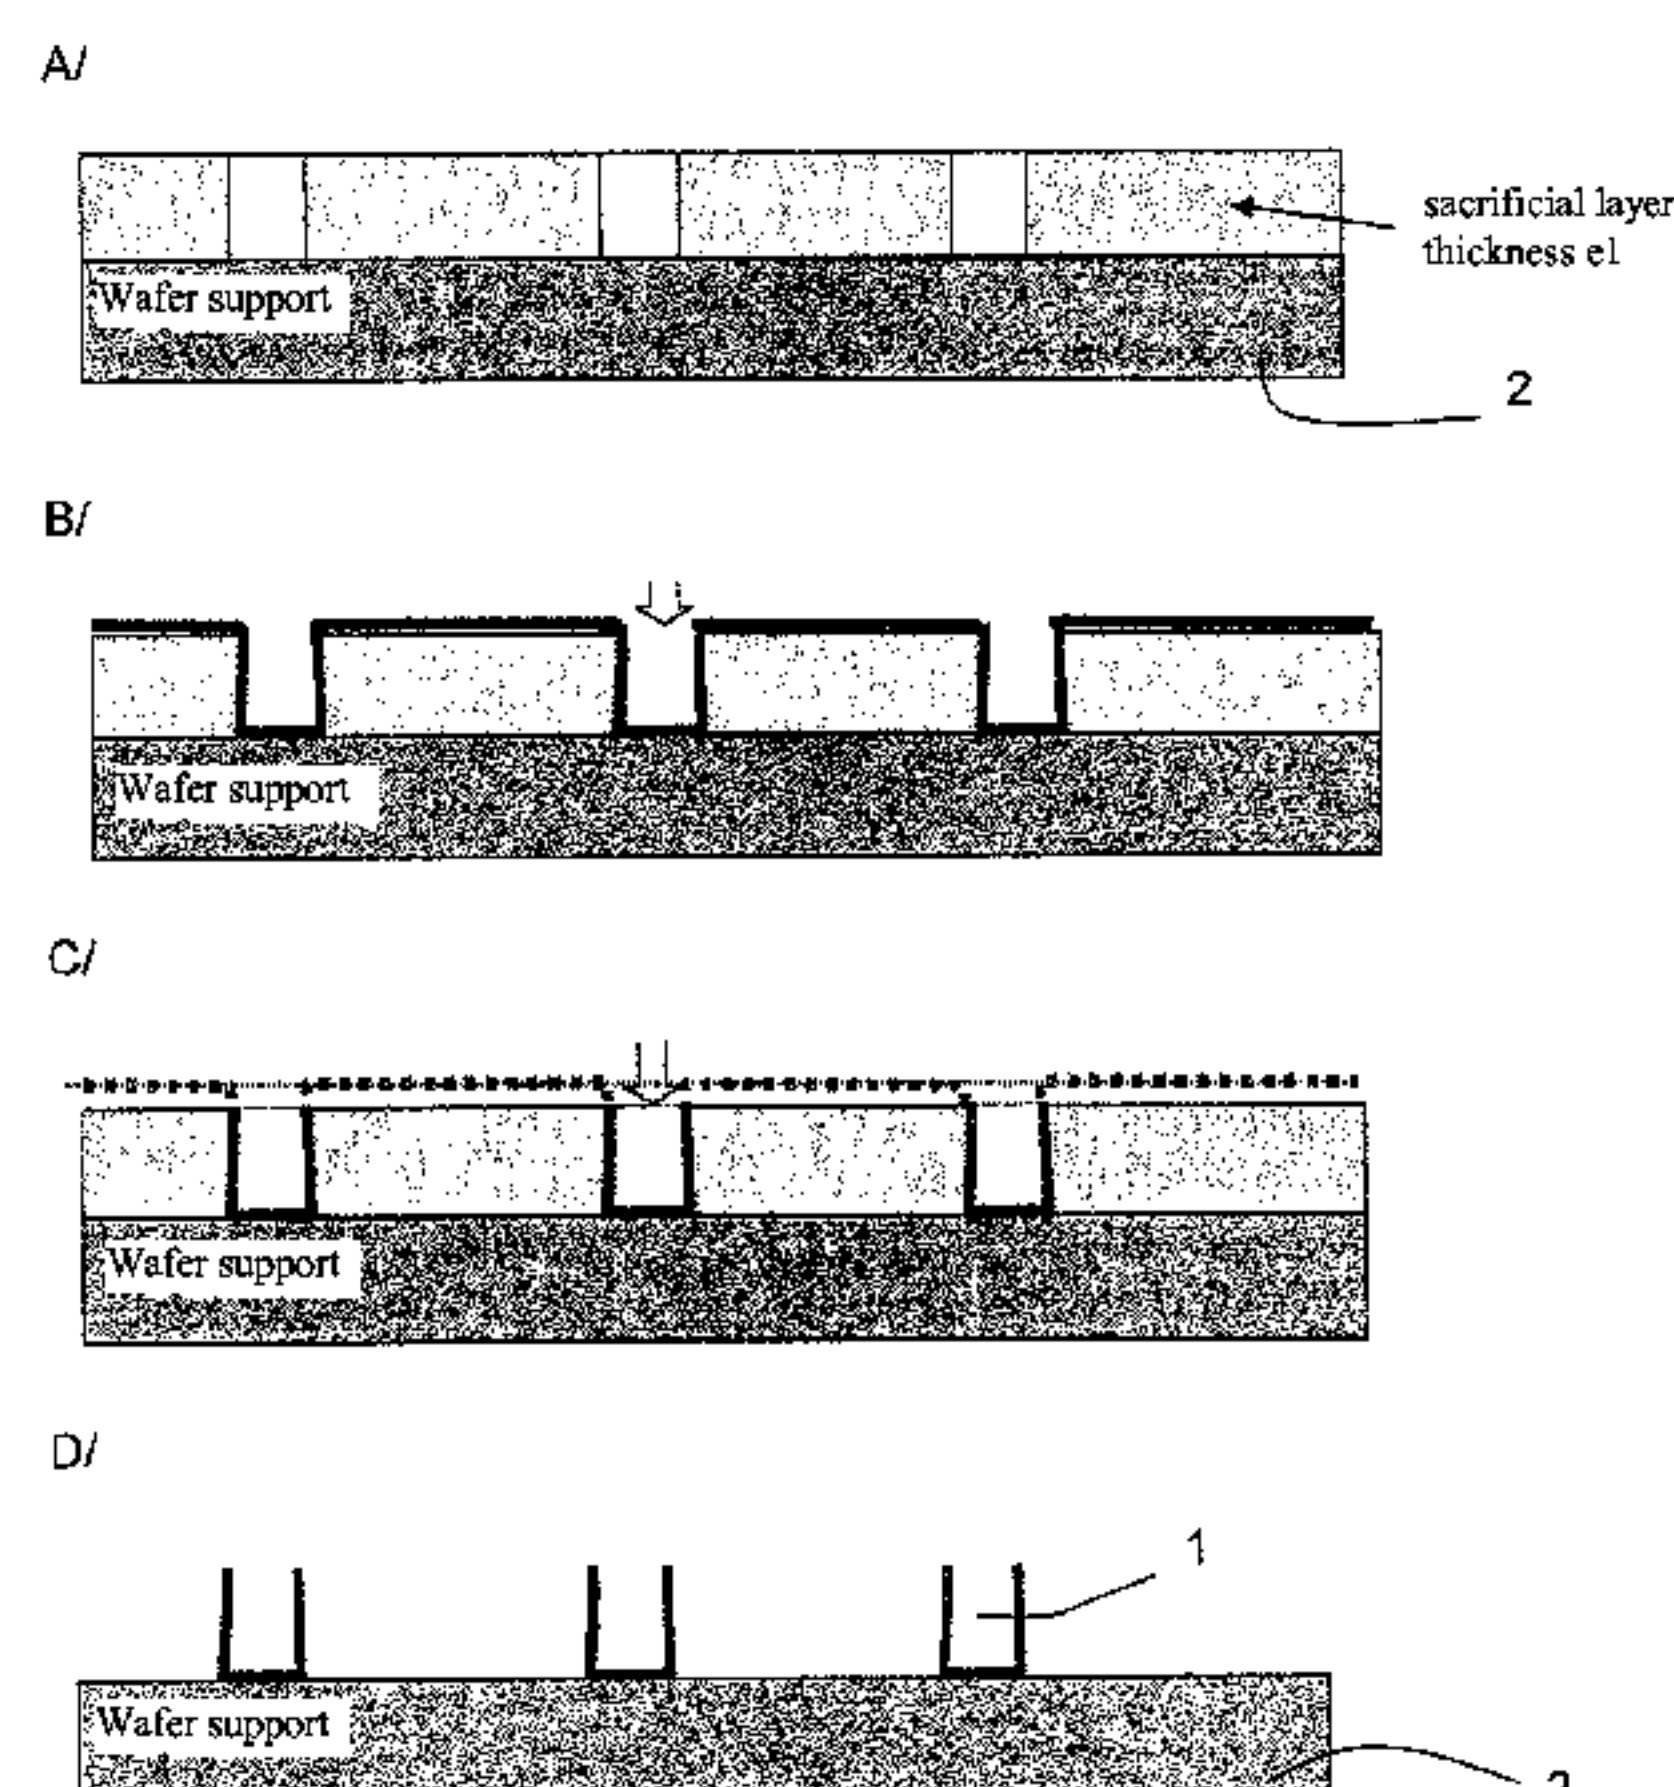 A/
sacrificial layer
thickness e1
Wafer support
2
B/
Wafer support
C/
Wafer support
D/
1
Wafer support